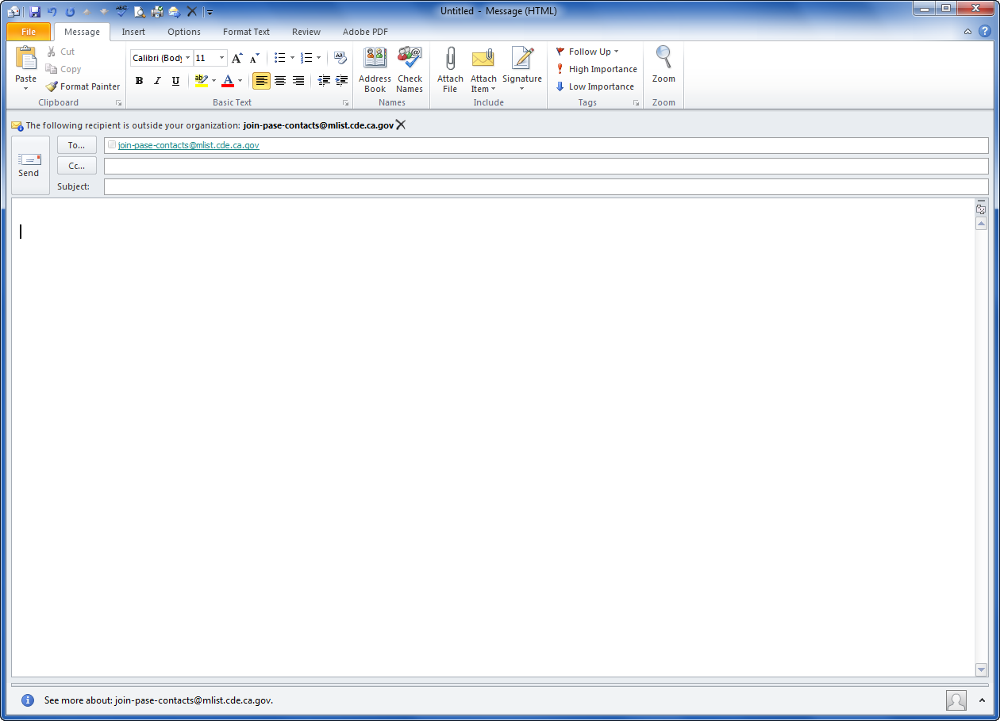 Untitled - Message (HTML)
File Message Insert Options Format Text Review Adobe PDF
Paste
Cut
Copy
Format Painter
Clipboard
Calibri (Body 11
B I U
Basic Text
Address Book
Check Names
Names
Attach File
Attach Item
Signature
Include
Follow Up
High Importance
Low Importance
Tags
Zoom
Zoom
The following recipient is outside your organization: join-pase-contacts@mlist.cde.ca.gov
Send
To... join-pase-contacts@mlist.cde.ca.gov
Cc...
Subject:
See more about: join-pase-contacts@mlist.cde.ca.gov.